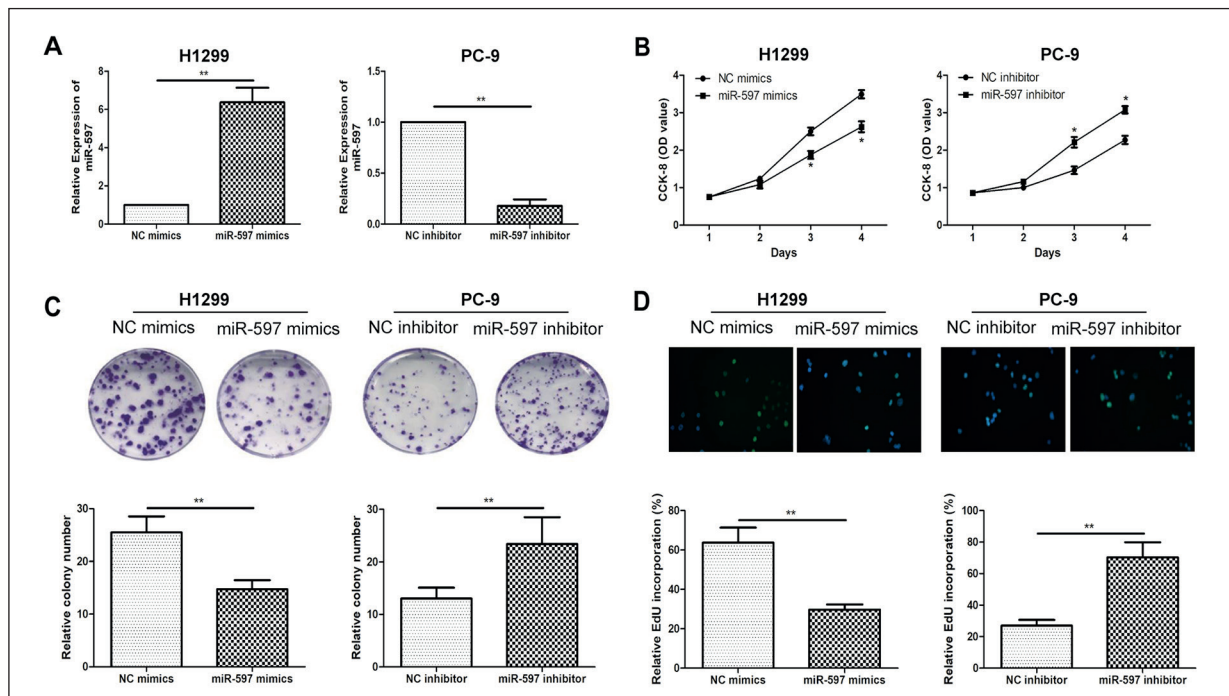 A
H1299
Relative Expression of
miR-597
8
6
4
2
0
**
NC mimics
miR-597 mimics
PC-9
Relative Expression of
miR-597
1.5
1.0
0.5
0.0
**
NC inhibitor
miR-597 inhibitor
B
H1299
NC mimics
miR-597 mimics
CCK-8 (OD value)
4
3
2
1
0
*
*
1 2 3 4
Days
PC-9
NC inhibitor
miR-597 inhibitor
CCK-8 (OD value)
4
3
2
1
0
*
*
1 2 3 4
Days
C
H1299
NC mimics miR-597 mimics
PC-9
NC inhibitor miR-597 inhibitor
Relative colony number
30
20
10
0
**
NC mimics miR-597 mimics
Relative colony number
30
20
10
0
**
NC inhibitor miR-597 inhibitor
D
H1299
NC mimics miR-597 mimics
PC-9
NC inhibitor miR-597 inhibitor
Relative EdU incorporation (%)
80
60
40
20
0
**
NC mimics miR-597 mimics
Relative EdU incorporation (%)
100
80
60
40
20
0
**
NC inhibitor miR-597 inhibitor